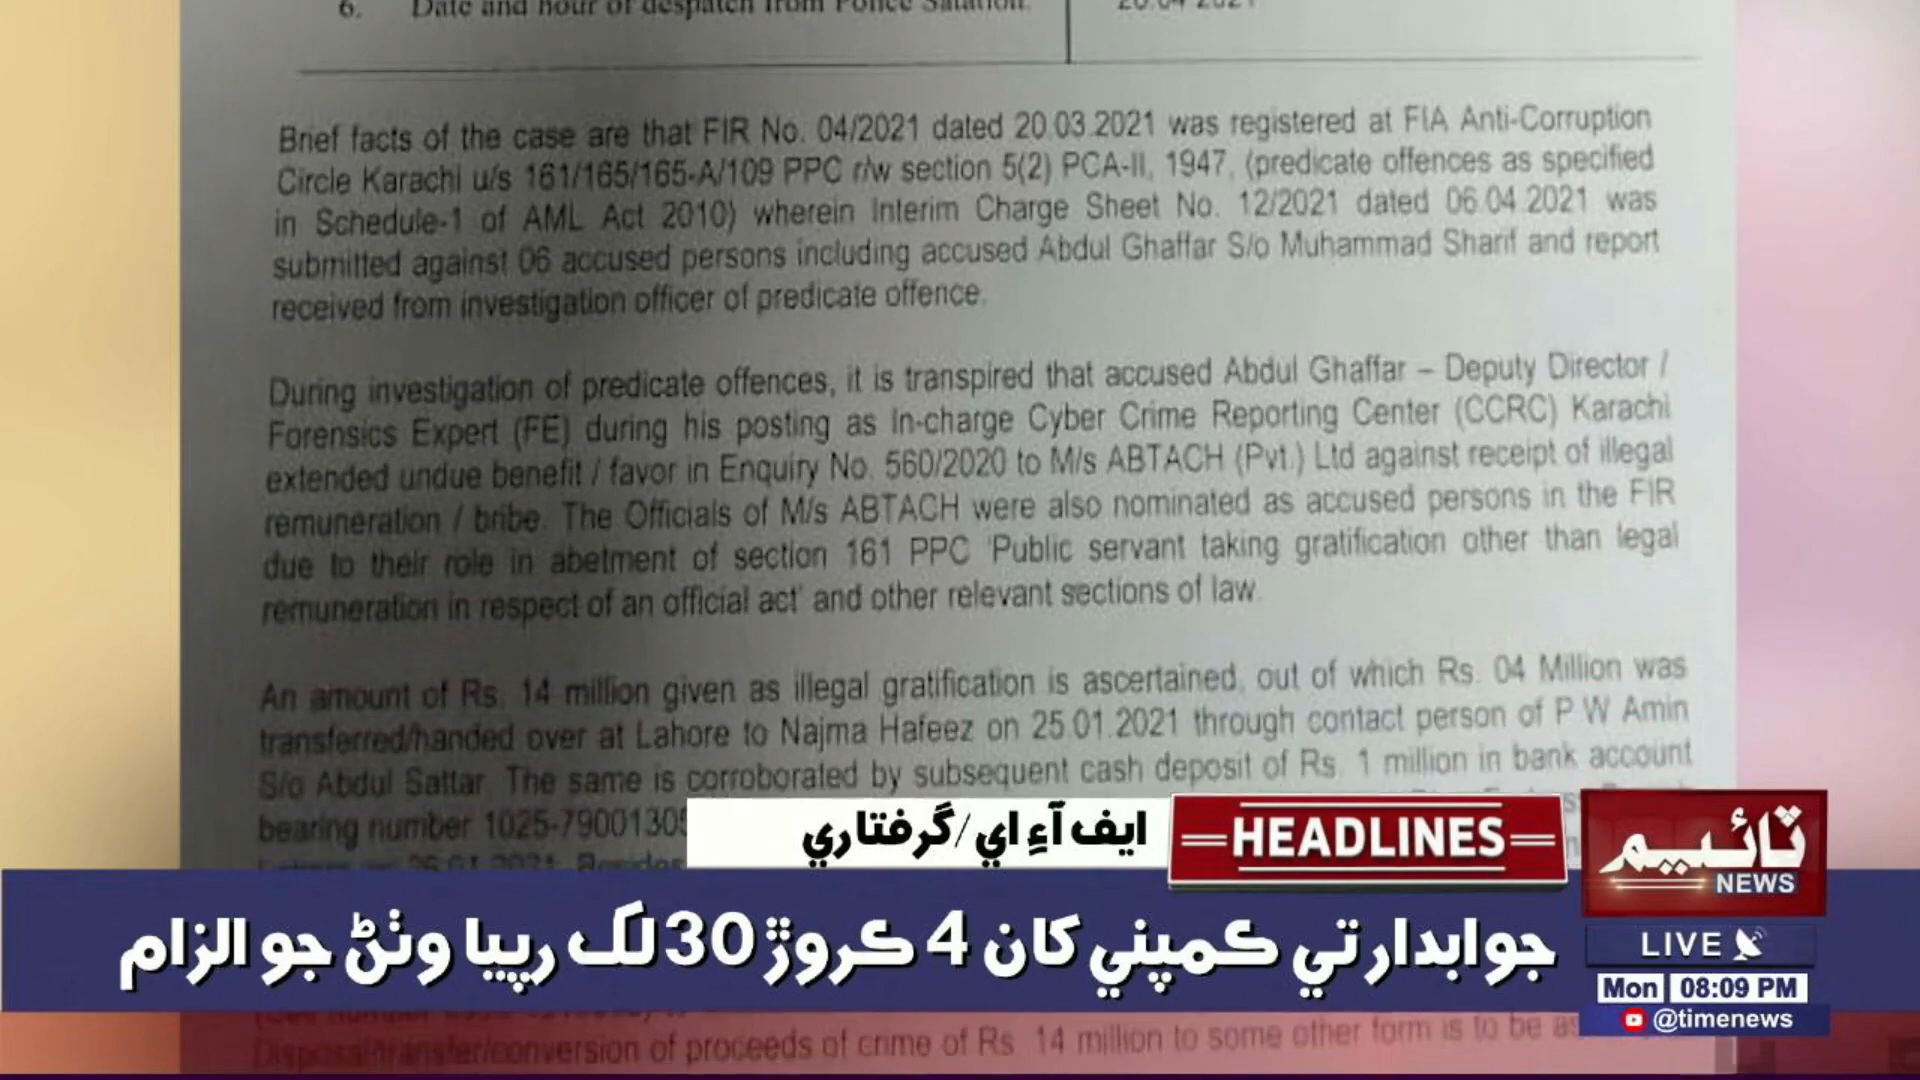 6. Date and hour of despatch from Police Satation. 20.04.2021
Brief facts of the case are that FIR No. 04/2021 dated 20.03.2021 was registered at FIA Anti-Corruption
Circle Karachi u/s 161/165/165-A/109 PPC r/w section 5(2) PCA-II, 1947, (predicate offences as specified
in Schedule-1 of AML Act 2010) wherein Interim Charge Sheet No. 12/2021 dated 06.04.2021 was
submitted against 06 accused persons including accused Abdul Ghaffar S/o Muhammad Sharif and report
received from investigation officer of predicate offence.
During investigation of predicate offences, it is transpired that accused Abdul Ghaffar – Deputy Director /
Forensics Expert (FE) during his posting as In-charge Cyber Crime Reporting Center (CCRC) Karachi
extended undue benefit / favor in Enquiry No. 560/2020 to M/s ABTACH (Pvt.) Ltd against receipt of illegal
remuneration / bribe. The Officials of M/s ABTACH were also nominated as accused persons in the FIR
due to their role in abetment of section 161 PPC 'Public servant taking gratification other than legal
remuneration in respect of an official act' and other relevant sections of law.
An amount of Rs. 14 million given as illegal gratification is ascertained, out of which Rs. 04 Million was
transferred/handed over at Lahore to Najma Hafeez on 25.01.2021 through contact person of P W Amin
S/o Abdul Sattar. The same is corroborated by subsequent cash deposit of Rs. 1 million in bank account
bearing number 1025-7900130
ايف آءِ اي/گرفتاري
HEADLINES
ٽائيم
NEWS
جوابدار تي ڪمپني کان 4 ڪروڙ 30 لک رپيا وٺڻ جو الزام
LIVE
Mon 08:09 PM
@timenews
Disposal/transfer/conversion of proceeds of crime of Rs. 14 million to some other form is to be